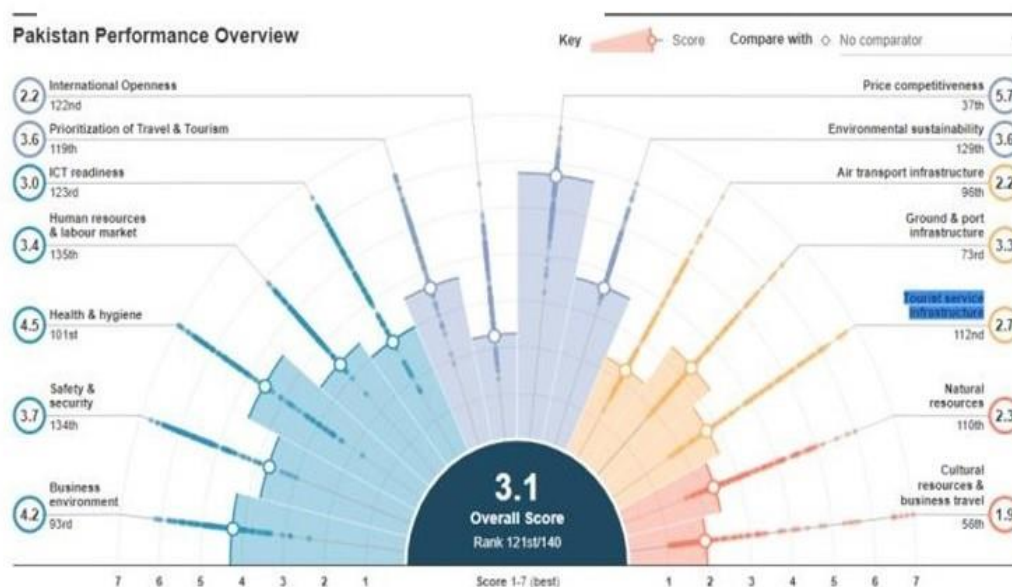 Pakistan Performance Overview
Key
Score
Compare with
No comparator
2.2
International Openness
122nd
3.6
Prioritization of Travel & Tourism
119th
3.0
ICT readiness
123rd
3.4
Human resources
& labour market
135th
4.5
Health & hygiene
101st
3.7
Safety &
security
134th
4.2
Business
environment
93rd
Price competitiveness
37th
5.7
Environmental sustainability
129th
3.6
Air transport infrastructure
96th
2.2
Ground & port
infrastructure
73rd
3.3
Tourist service
infrastructure
112nd
2.7
Natural
resources
110th
2.3
Cultural
resources &
business travel
56th
1.9
3.1
Overall Score
Rank 121st/140
7 6 5 4 3 2 1 Score 1-7 (best) 1 2 3 4 5 6 7